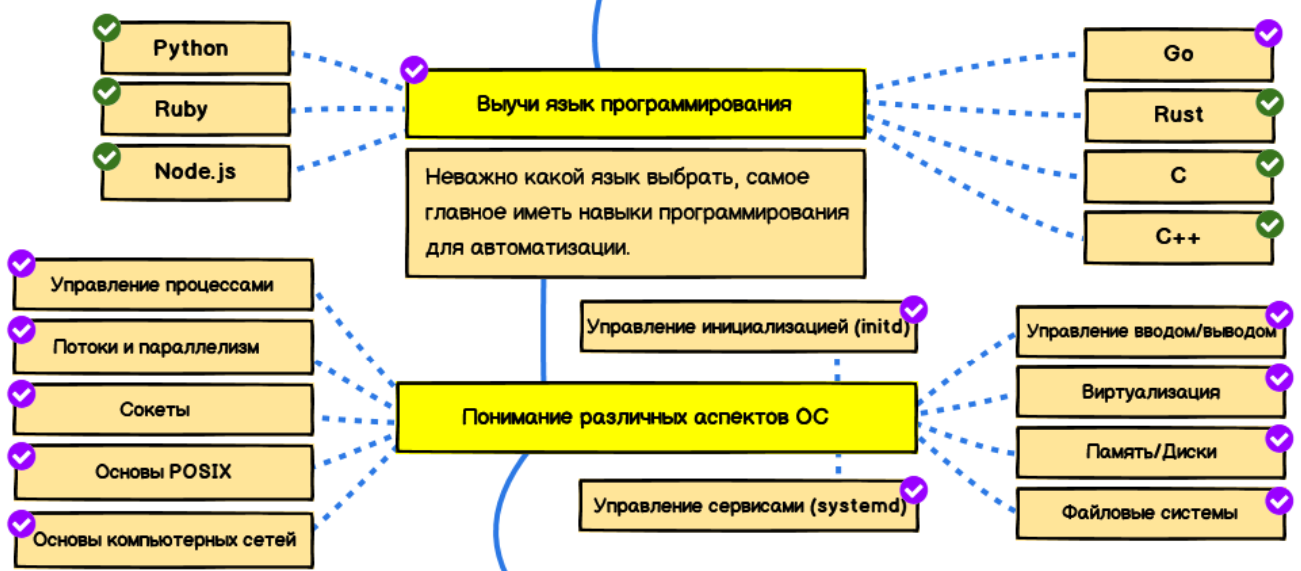 Python
Ruby
Node.js
Выучи язык программирования
Неважно какой язык выбрать, самое
главное иметь навыки программирования
для автоматизации.
Go
Rust
C
C++
Управление процессами
Потоки и параллелизм
Сокеты
Основы POSIX
Основы компьютерных сетей
Управление инициализацией (initd)
Понимание различных аспектов ОС
Управление сервисами (systemd)
Управление вводом/выводом
Виртуализация
Память/Диски
Файловые системы